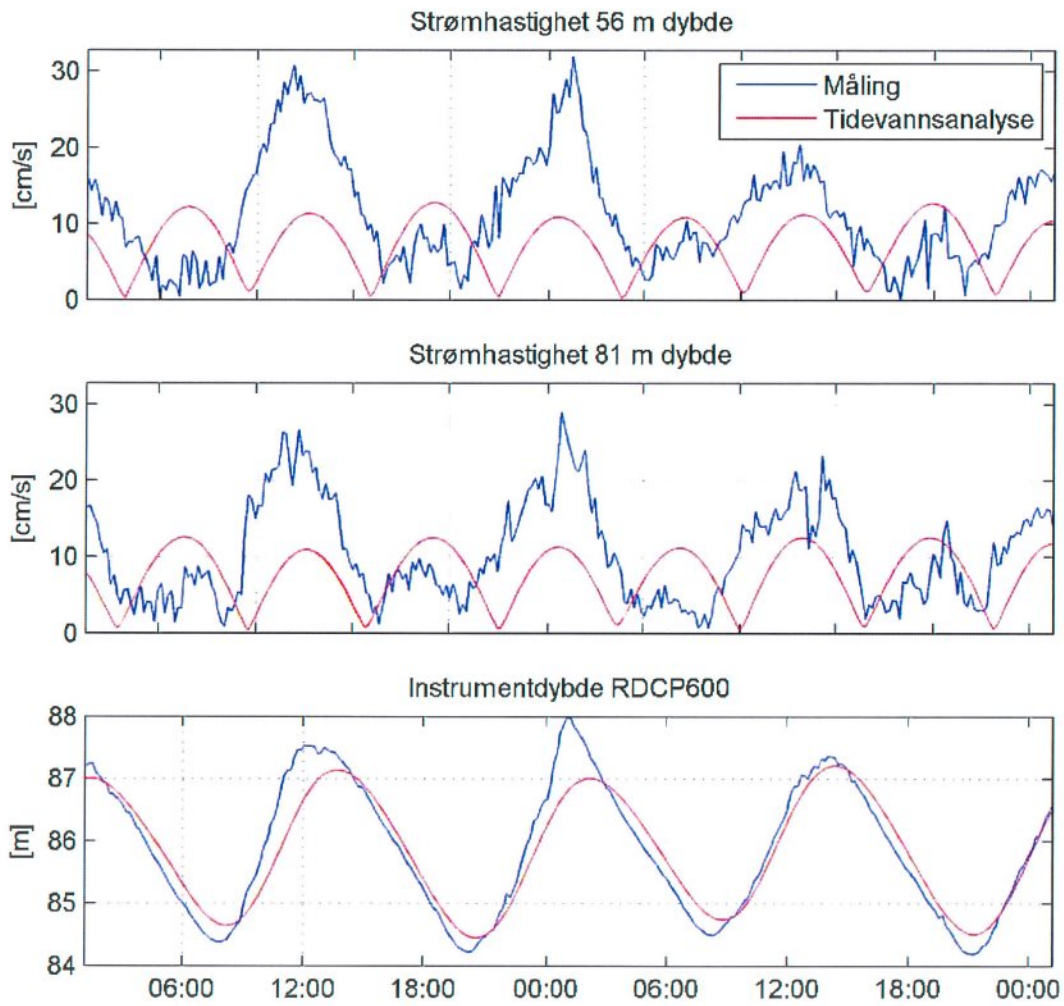 Strømhastighet 56 m dybde
30
20
10
0
[cm/s]
Måling
Tidevannsanalyse
Strømhastighet 81 m dybde
30
20
10
0
[cm/s]
Instrumentdybde RDCP600
88
87
86
85
84
[m]
06:00 12:00 18:00 00:00 06:00 12:00 18:00 00:00